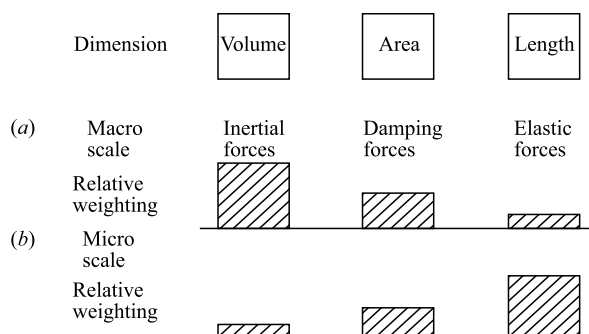 Dimension Volume Area Length
(a) Macro scale Inertial forces Damping forces Elastic forces
Relative weighting
(b) Micro scale
Relative weighting